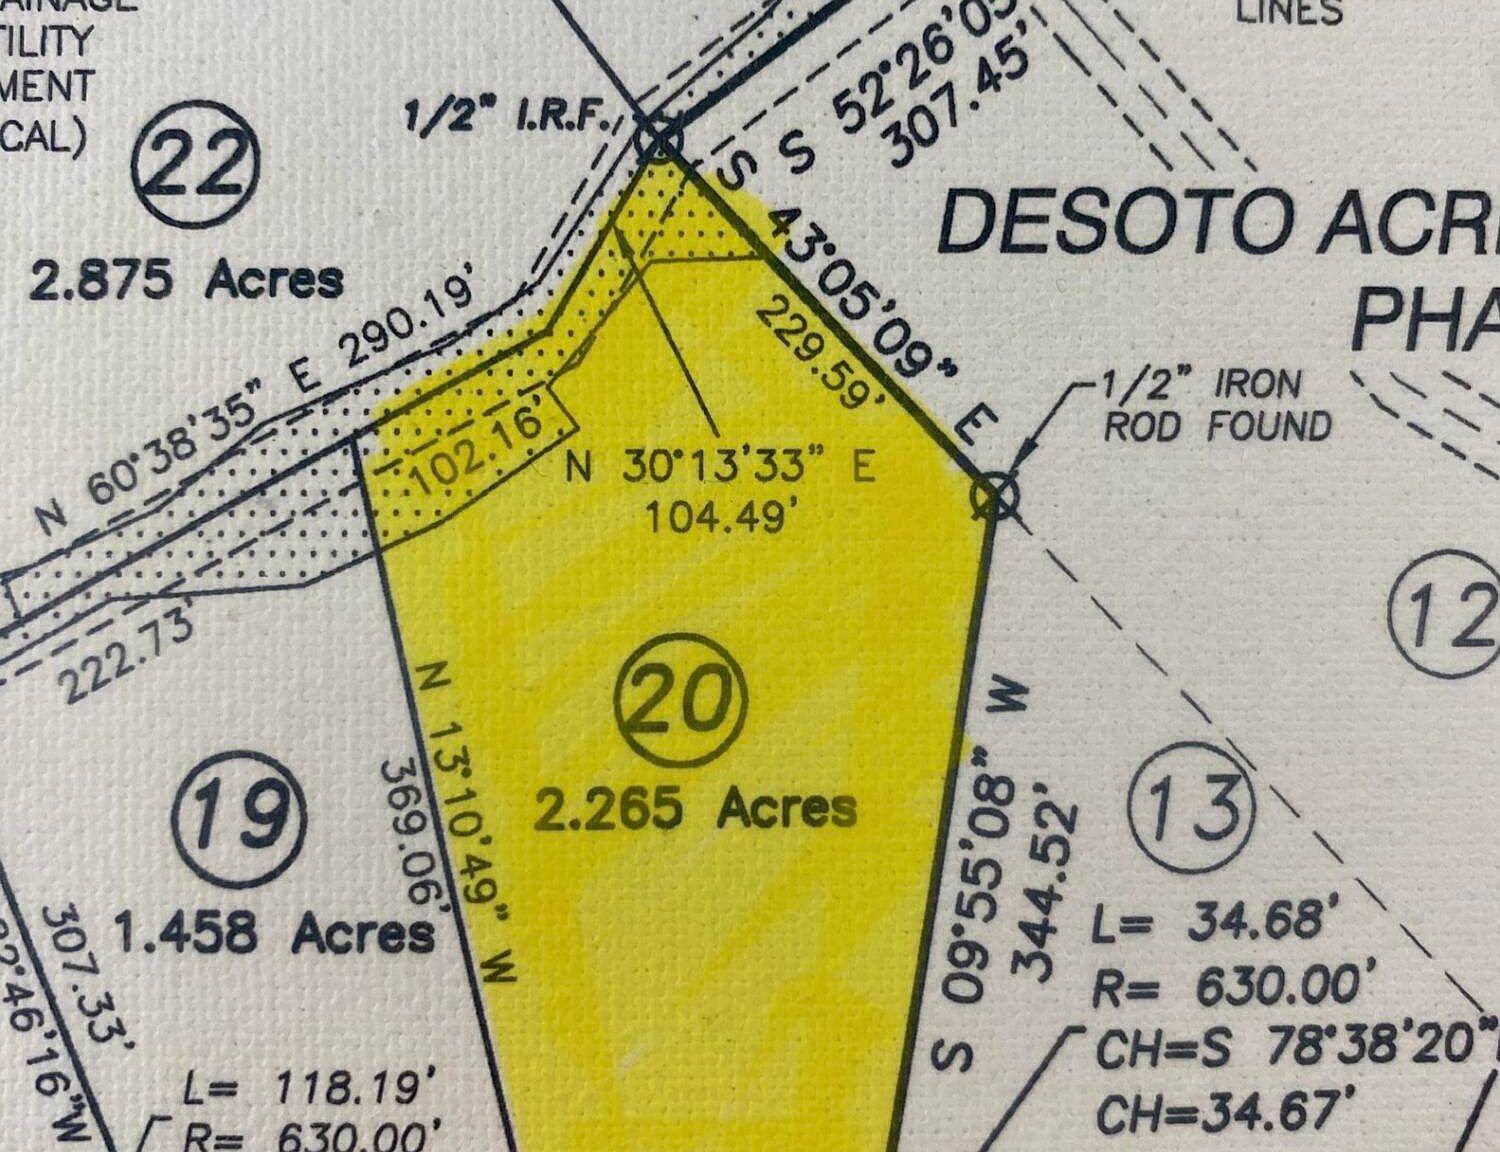 TILITY
MENT
CAL)
LINES
1/2" I.R.F.
S 52°26'05
307.45'
22
2.875 Acres
DESOTO ACR
PHA
S 43°05'09" E
229.59'
N 60°38'35" E 290.19'
1/2" IRON
ROD FOUND
102.16'
N 30°13'33" E
104.49'
222.73'
12
20
2.265 Acres
N 13°10'49" W
369.06'
S 09°55'08" W
344.52'
19
1.458 Acres
13
307.33'
2°46'16"W
L= 34.68'
R= 630.00'
CH=S 78°38'20"
CH=34.67'
L= 118.19'
R= 630.00'